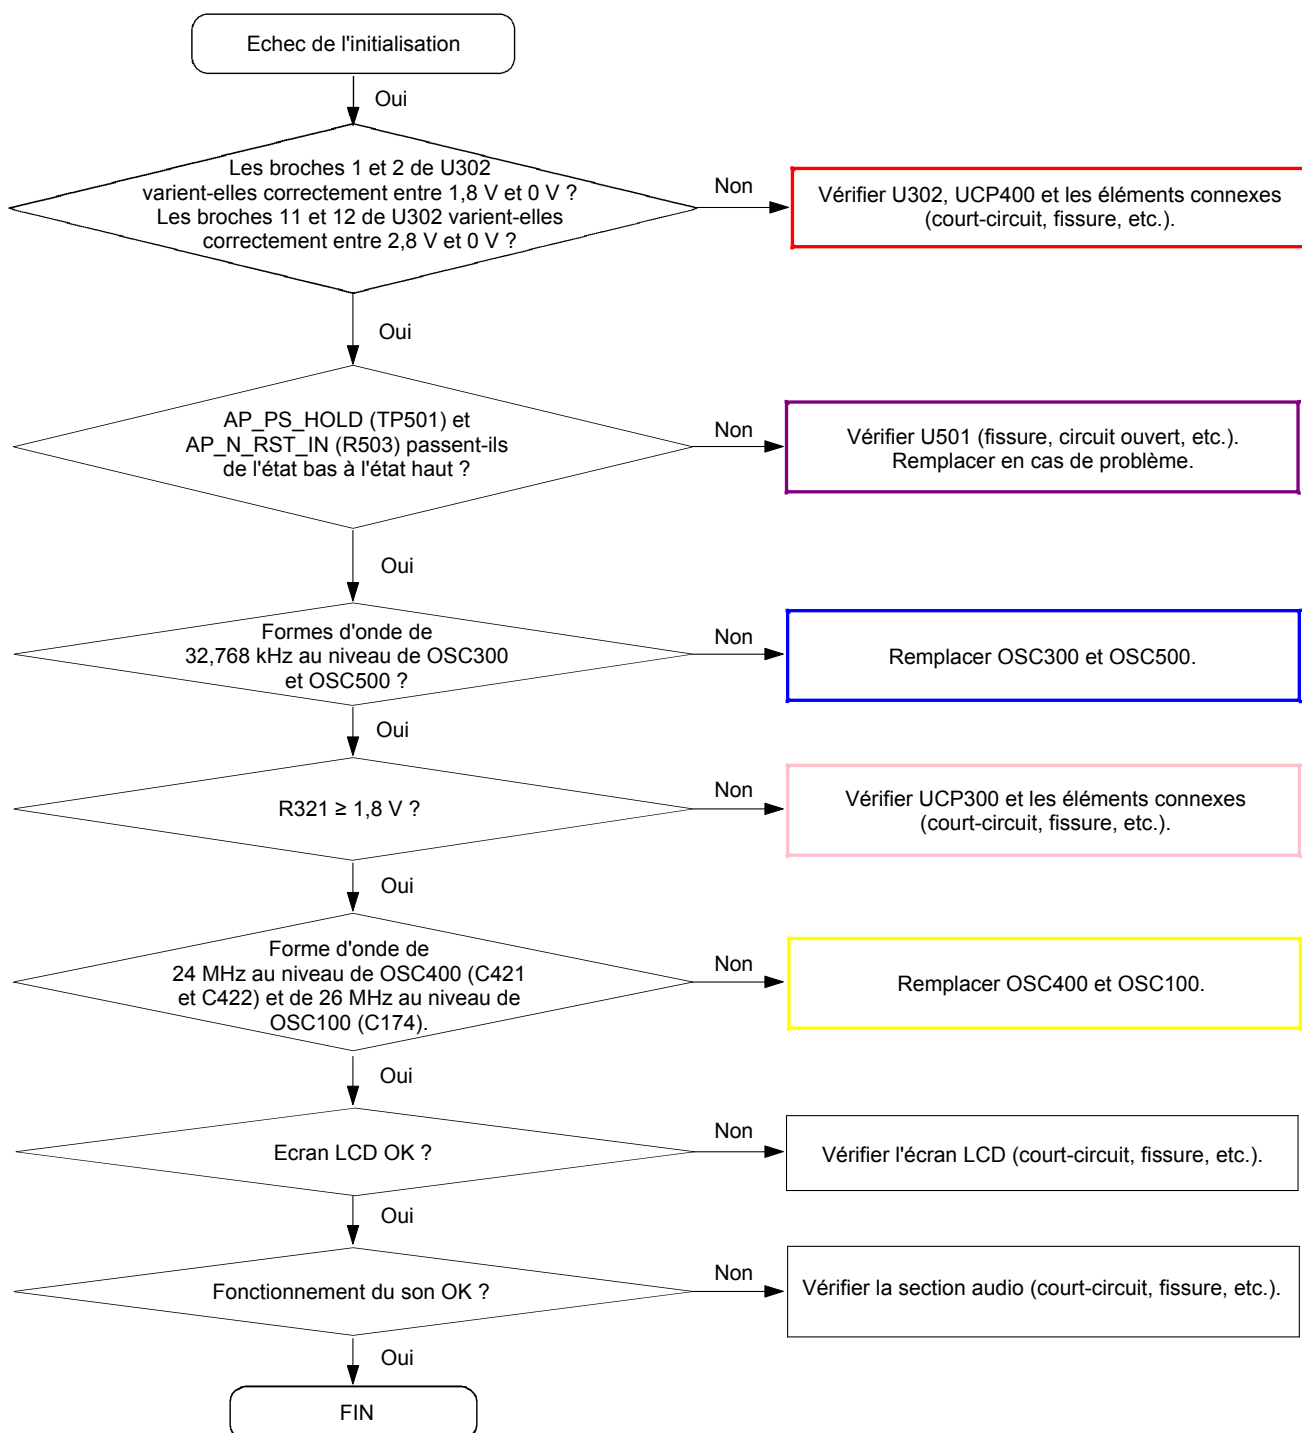 Echec de l'initialisation
Oui
Les broches 1 et 2 de U302
varient-elles correctement entre 1,8 V et 0 V ?
Les broches 11 et 12 de U302 varient-elles
correctement entre 2,8 V et 0 V ?
Non
Vérifier U302, UCP400 et les éléments connexes
(court-circuit, fissure, etc.).
Oui
AP_PS_HOLD (TP501) et
AP_N_RST_IN (R503) passent-ils
de l'état bas à l'état haut ?
Non
Vérifier U501 (fissure, circuit ouvert, etc.).
Remplacer en cas de problème.
Oui
Formes d'onde de
32,768 kHz au niveau de OSC300
et OSC500 ?
Non
Remplacer OSC300 et OSC500.
Oui
R321 ≥ 1,8 V ?
Non
Vérifier UCP300 et les éléments connexes
(court-circuit, fissure, etc.).
Oui
Forme d'onde de
24 MHz au niveau de OSC400 (C421
et C422) et de 26 MHz au niveau de
OSC100 (C174).
Non
Remplacer OSC400 et OSC100.
Oui
Ecran LCD OK ?
Non
Vérifier l'écran LCD (court-circuit, fissure, etc.).
Oui
Fonctionnement du son OK ?
Non
Vérifier la section audio (court-circuit, fissure, etc.).
Oui
FIN